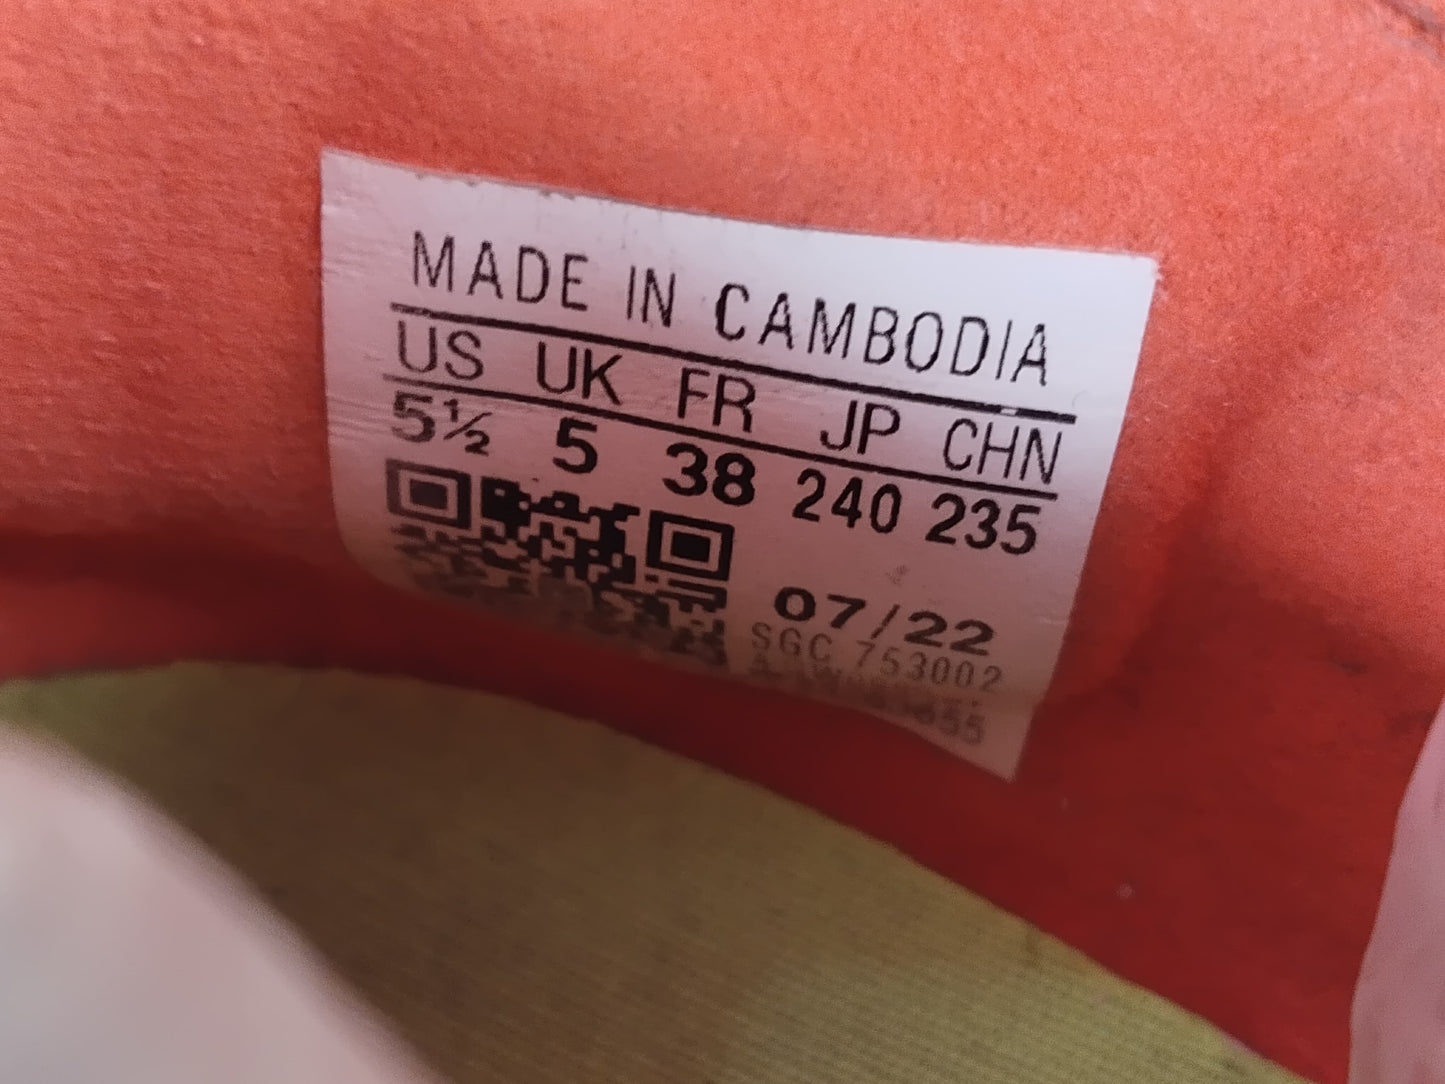 MADE IN CAMBODIA
US UK FR JP CHN
5½ 5 38 240 235
07/22
SGC 753002